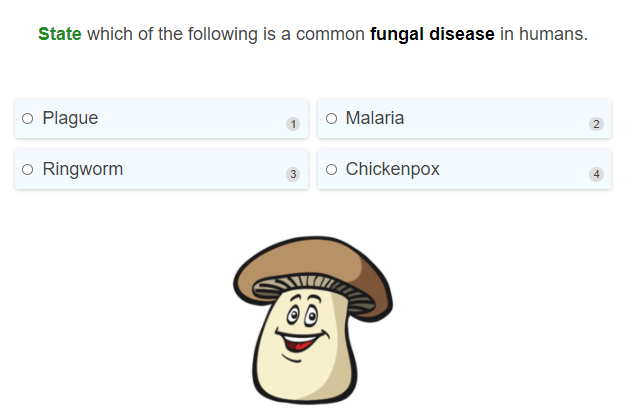 State which of the following is a common fungal disease in humans.
Plague 1
Malaria 2
Ringworm 3
Chickenpox 4